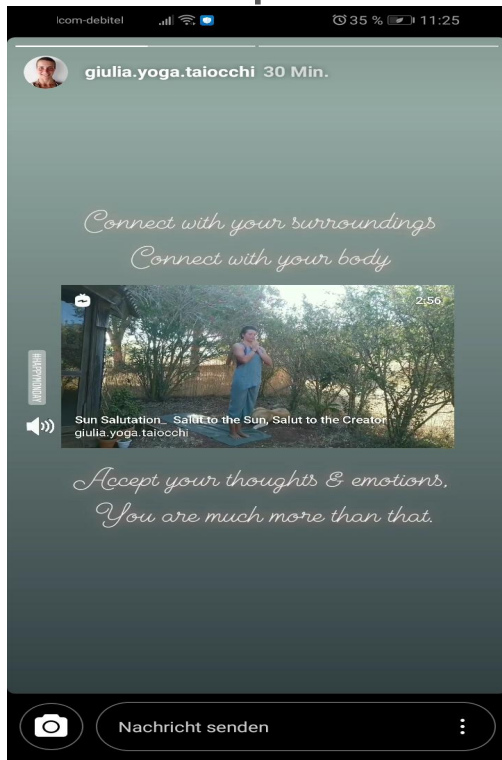 lcom-debitel 35 % 11:25
giulia.yoga.taiocchi 30 Min.
Connect with your surroundings
Connect with your body
2:56
#HAPPYMONDAY
Sun Salutation_ Salut to the Sun, Salut to the Creator
giulia.yoga.taiocchi
Accept your thoughts & emotions,
You are much more than that.
Nachricht senden